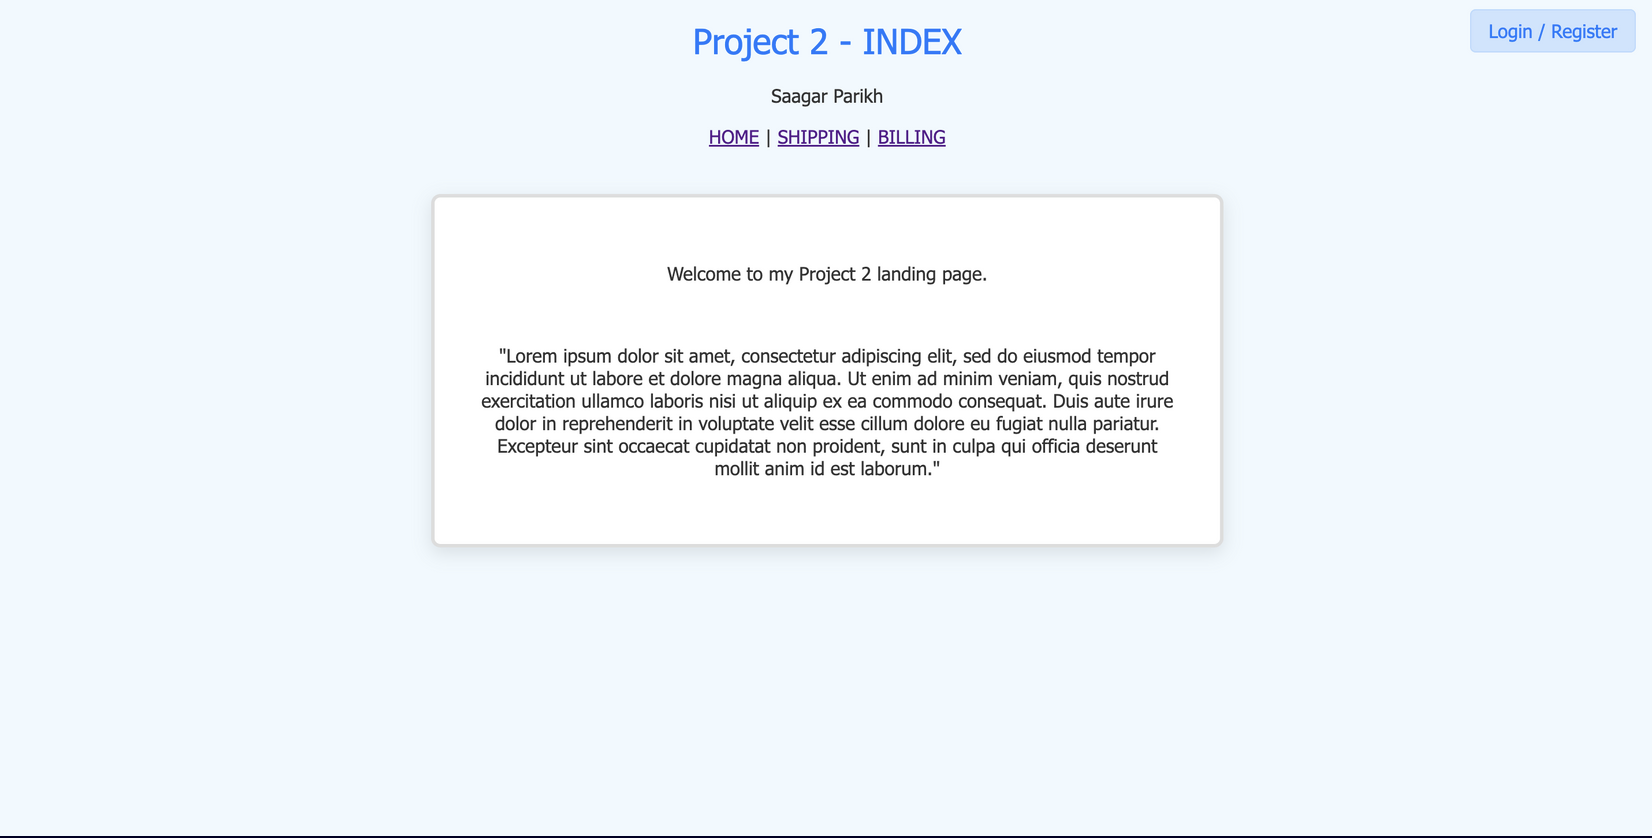 Project 2 - INDEX
Login / Register
Saagar Parikh
HOME | SHIPPING | BILLING
Welcome to my Project 2 landing page.
"Lorem ipsum dolor sit amet, consectetur adipiscing elit, sed do eiusmod tempor
incididunt ut labore et dolore magna aliqua. Ut enim ad minim veniam, quis nostrud
exercitation ullamco laboris nisi ut aliquip ex ea commodo consequat. Duis aute irure
dolor in reprehenderit in voluptate velit esse cillum dolore eu fugiat nulla pariatur.
Excepteur sint occaecat cupidatat non proident, sunt in culpa qui officia deserunt
mollit anim id est laborum."